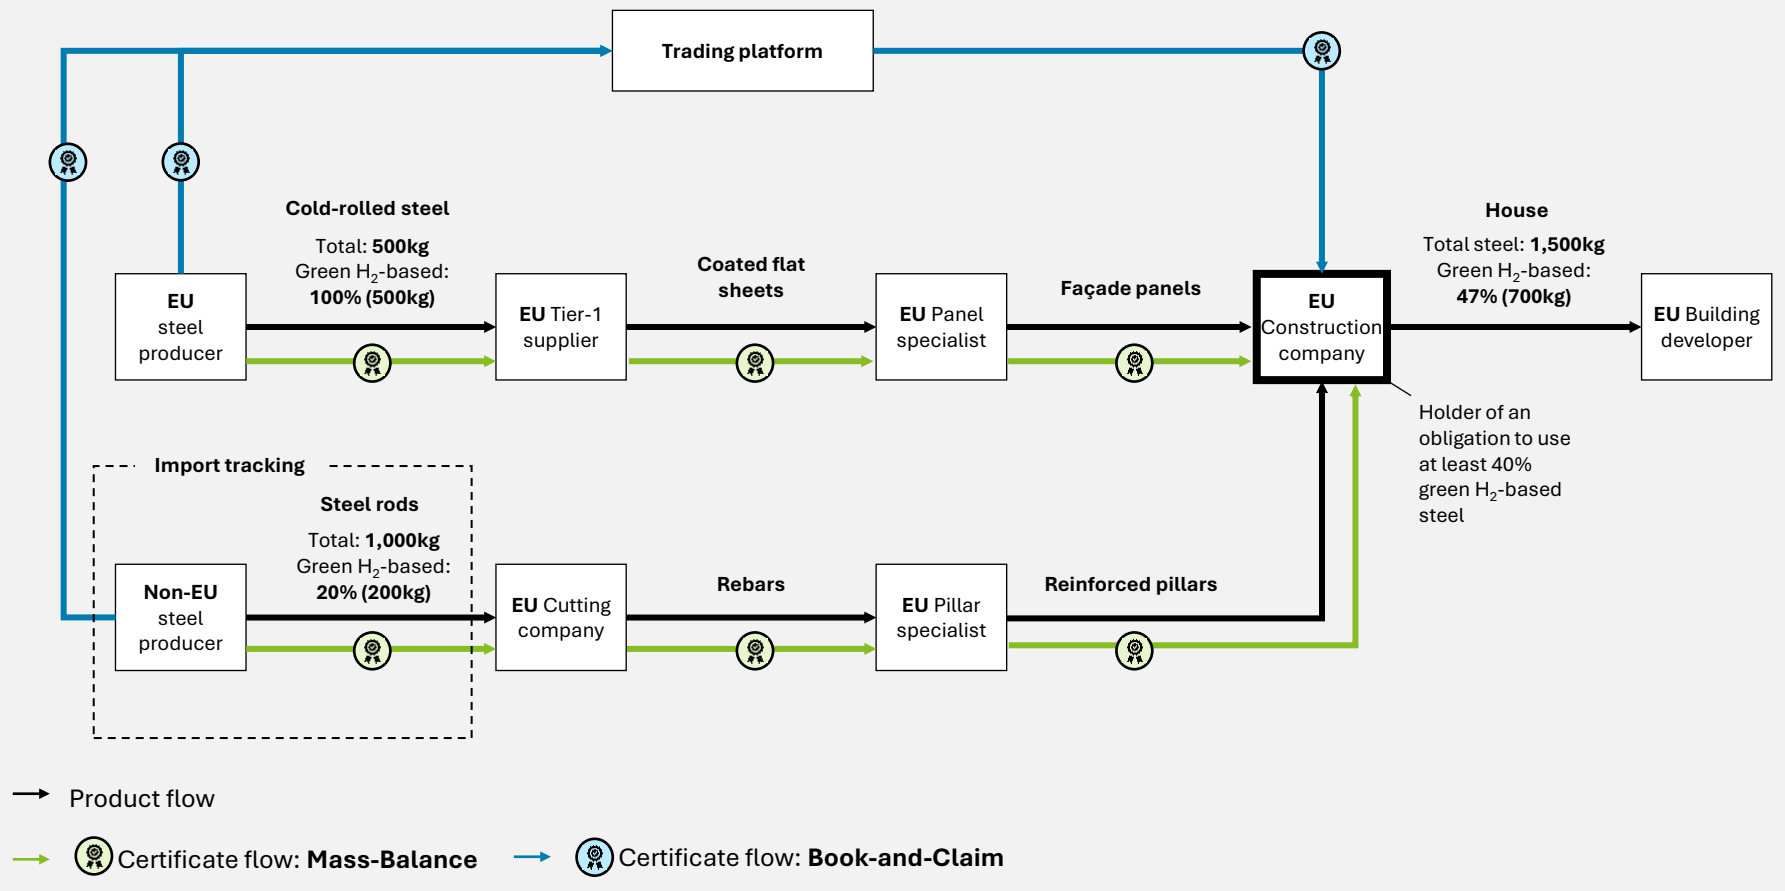 Trading platform
Cold-rolled steel
Total: 500kg
Green H₂-based:
100% (500kg)
Coated flat
sheets
Façade panels
House
Total steel: 1,500kg
Green H₂-based:
47% (700kg)
EU
steel
producer
EU Tier-1
supplier
EU Panel
specialist
EU
Construction
company
EU Building
developer
Holder of an
obligation to use
at least 40%
green H₂-based
steel
Import tracking
Steel rods
Total: 1,000kg
Green H₂-based:
20% (200kg)
Rebars
Reinforced pillars
Non-EU
steel
producer
EU Cutting
company
EU Pillar
specialist
Product flow
Certificate flow: Mass-Balance
Certificate flow: Book-and-Claim